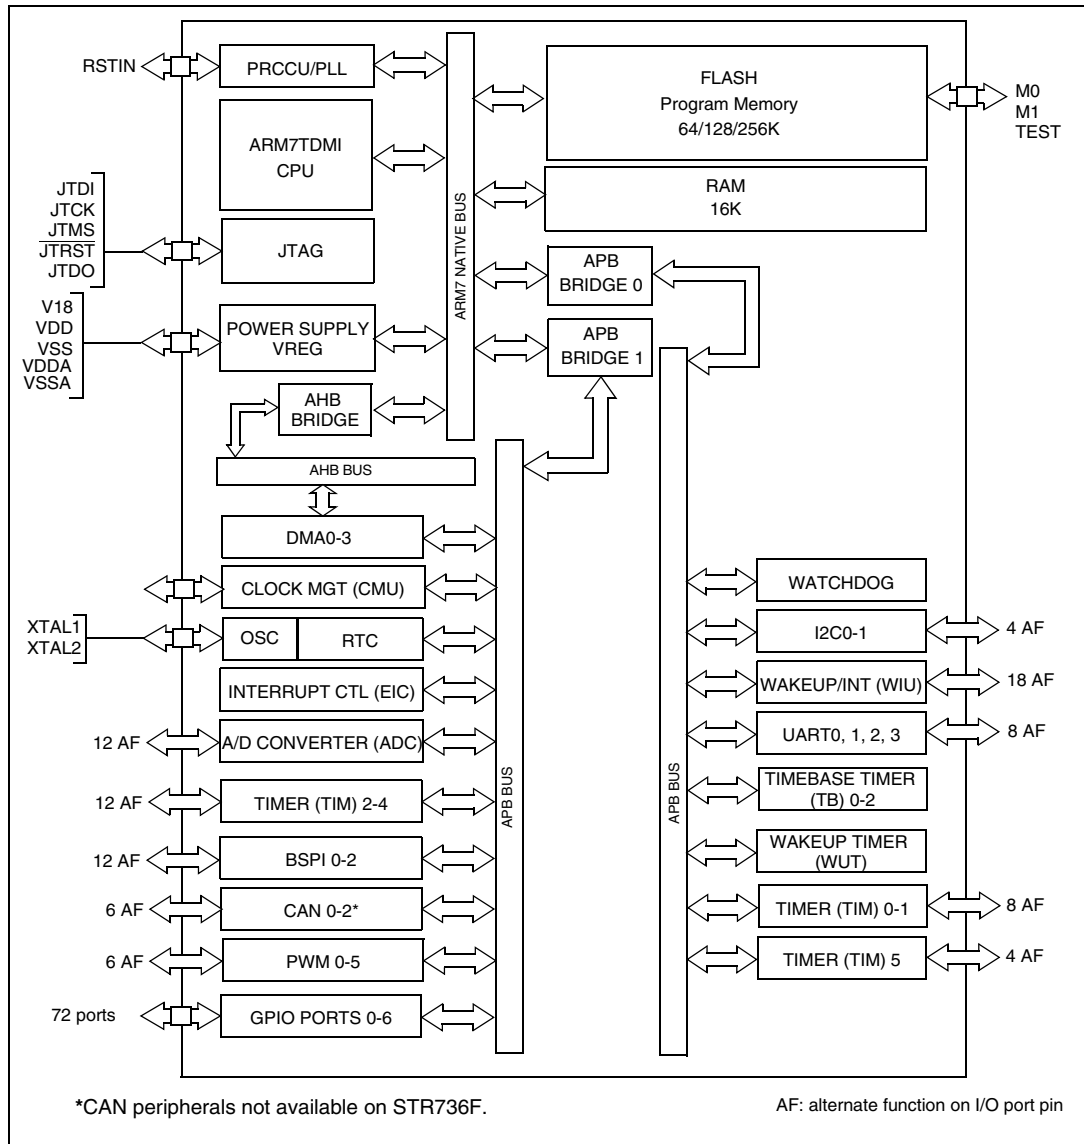 RSTIN
PRCCU/PLL
ARM7TDMI
CPU
JTDI
JTCK
JTMS
JTRST
JTDO
JTAG
V18
VDD
VSS
VDDA
VSSA
POWER SUPPLY
VREG
AHB
BRIDGE
AHB BUS
ARM7 NATIVE BUS
FLASH
Program Memory
64/128/256K
M0
M1
TEST
RAM
16K
APB
BRIDGE 0
APB
BRIDGE 1
DMA0-3
CLOCK MGT (CMU)
XTAL1
XTAL2
OSC
RTC
INTERRUPT CTL (EIC)
12 AF
A/D CONVERTER (ADC)
12 AF
TIMER (TIM) 2-4
12 AF
BSPI 0-2
6 AF
CAN 0-2*
6 AF
PWM 0-5
72 ports
GPIO PORTS 0-6
APB BUS
APB BUS
WATCHDOG
I2C0-1
4 AF
WAKEUP/INT (WIU)
18 AF
UART0, 1, 2, 3
8 AF
TIMEBASE TIMER
(TB) 0-2
WAKEUP TIMER
(WUT)
TIMER (TIM) 0-1
8 AF
TIMER (TIM) 5
4 AF
*CAN peripherals not available on STR736F.
AF: alternate function on I/O port pin